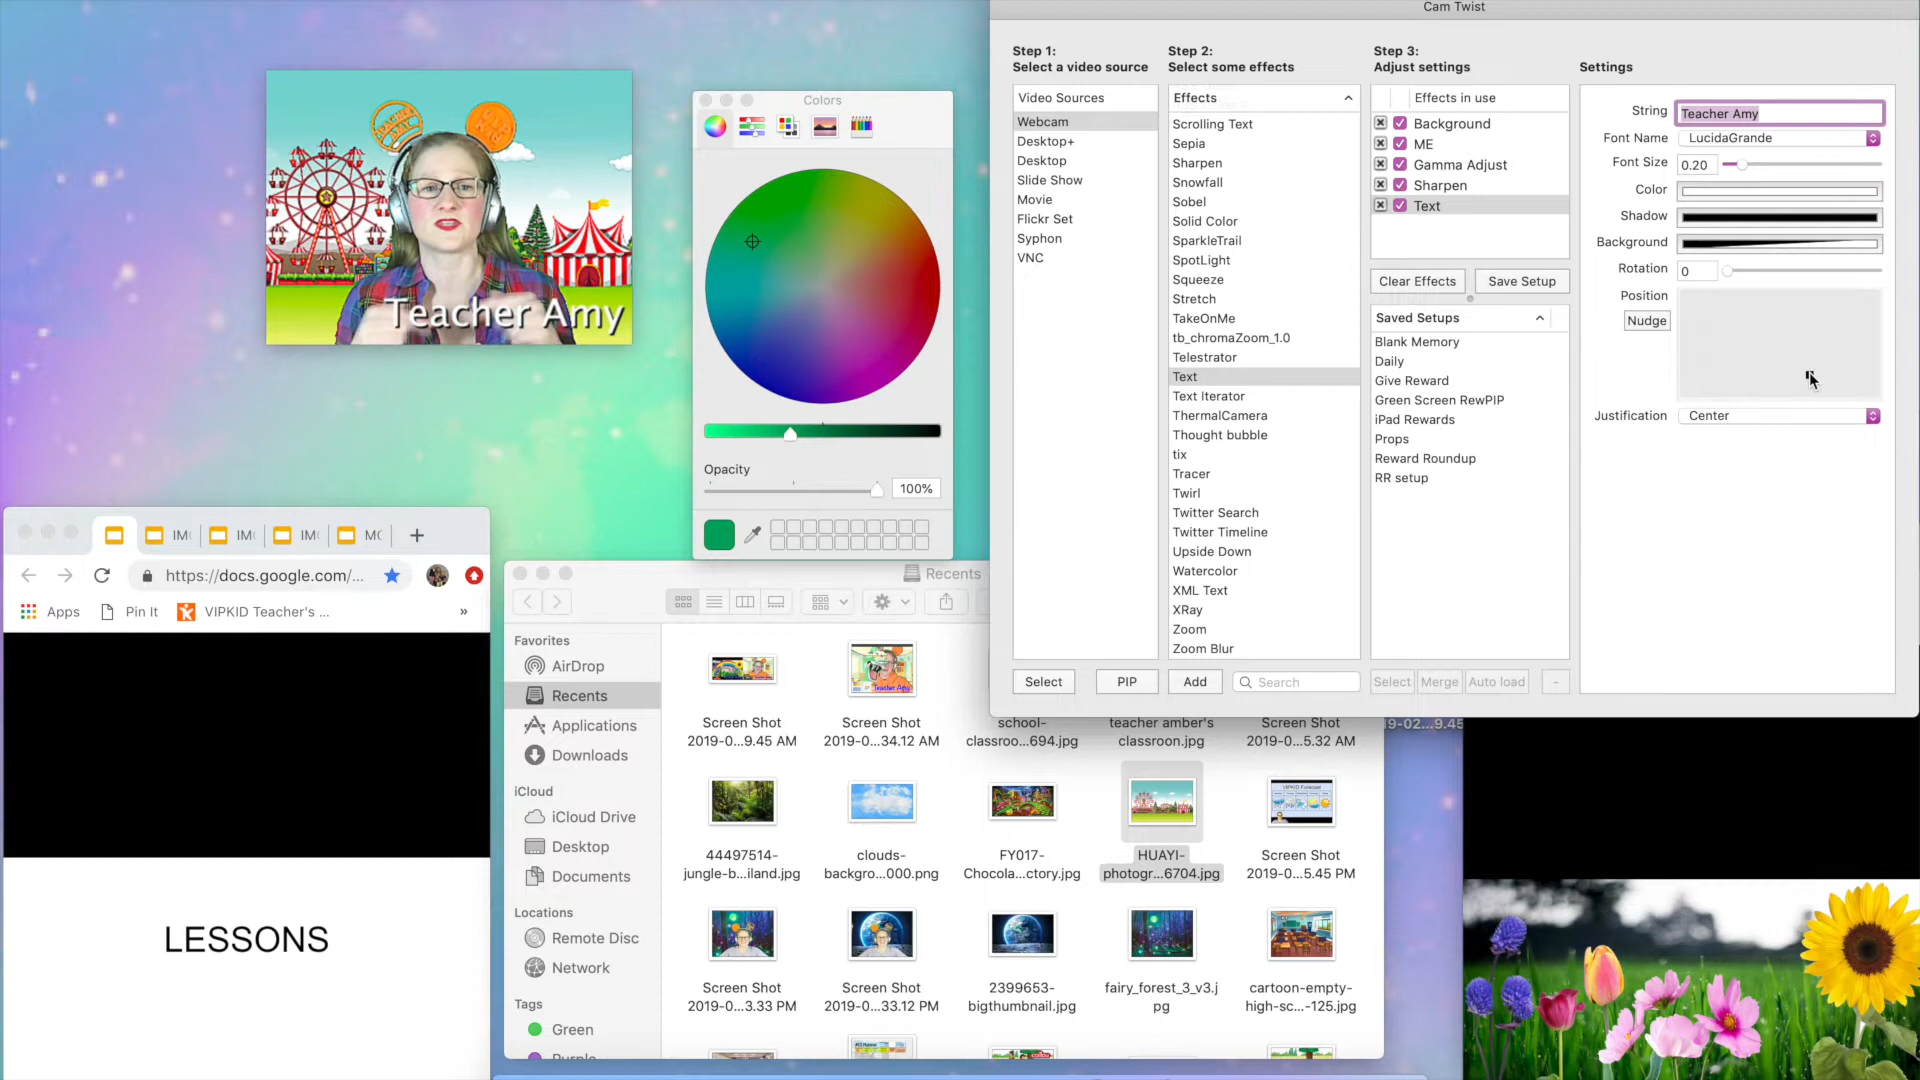 Cam Twist
Step 1:
Select a video source
Step 2:
Select some effects
Step 3:
Adjust settings
Settings
Video Sources
Webcam
Desktop+
Desktop
Slide Show
Movie
Flickr Set
Syphon
VNC
Effects
Scrolling Text
Sepia
Sharpen
Snowfall
Sobel
Solid Color
SparkleTrail
SpotLight
Squeeze
Stretch
TakeOnMe
tb_chromaZoom_1.0
Telestrator
Text
Text Iterator
ThermalCamera
Thought bubble
tix
Tracer
Twirl
Twitter Search
Twitter Timeline
Upside Down
Watercolor
XML Text
XRay
Zoom
Zoom Blur
Effects in use
Background
ME
Gamma Adjust
Sharpen
Text
Clear Effects
Save Setup
Saved Setups
Blank Memory
Daily
Give Reward
Green Screen RewPIP
iPad Rewards
Props
Reward Roundup
RR setup
String
Teacher Amy
Font Name
LucidaGrande
Font Size
0.20
Color
Shadow
Background
Rotation
0
Position
Nudge
Justification
Center
Select
PIP
Add
Search
Select
Merge
Auto load
-
Teacher Amy
Colors
Opacity
100%
IM
IM
IM
https://docs.google.com/...
Apps
Pin It
VIPKID Teacher's ...
»
LESSONS
Recents
Favorites
AirDrop
Recents
Applications
Downloads
iCloud
iCloud Drive
Desktop
Documents
Locations
Remote Disc
Network
Tags
Green
Purple
Screen Shot
2019-0...9.45 AM
Screen Shot
2019-0...34.12 AM
school-
classroo...694.jpg
teacher amber's
classroon.jpg
Screen Shot
2019-0...5.32 AM
9-02...9.45
44497514-
jungle-b...iland.jpg
clouds-
backgro...000.png
FY017-
Chocola...ctory.jpg
HUAYI-
photogr...6704.jpg
Screen Shot
2019-0...5.45 PM
Screen Shot
2019-0...3.33 PM
Screen Shot
2019-0...33.12 PM
2399653-
bigthumbnail.jpg
fairy_forest_3_v3.j
pg
cartoon-empty-
high-sc...-125.jpg